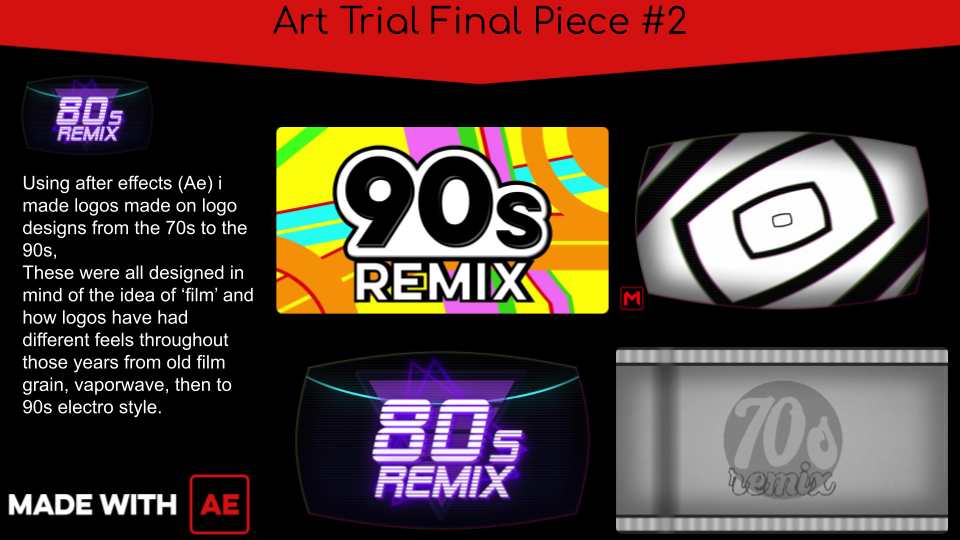 Art Trial Final Piece #2
80s
REMIX
Using after effects (Ae) i
made logos made on logo
designs from the 70s to the
90s,
These were all designed in
mind of the idea of ‘film’ and
how logos have had
different feels throughout
those years from old film
grain, vaporwave, then to
90s electro style.
90s
REMIX
M
80s
REMIX
70s
remix
MADE WITH AE